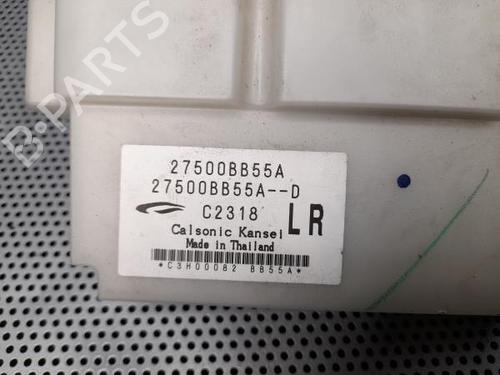 27500BB55A
27500BB55A--D
C2318 LR
Calsonic Kansei
Made in Thailand
*C3H00082 BB55A*
B-PARTS